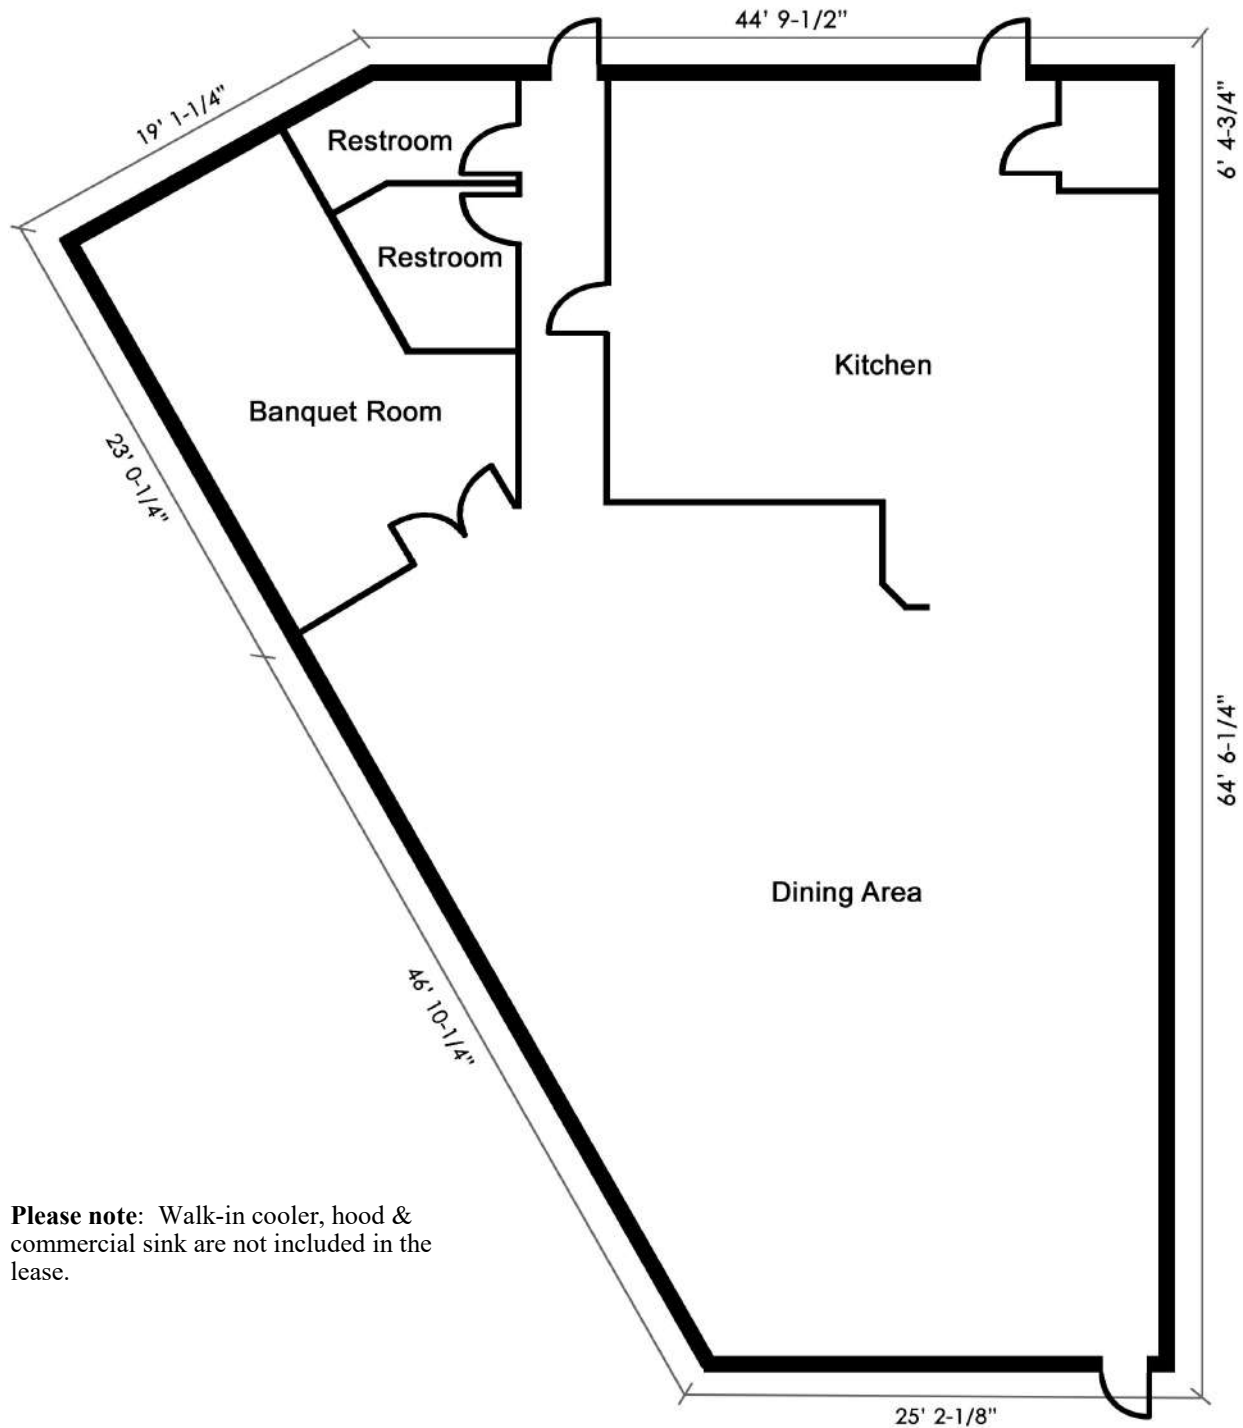 44' 9-1/2"
19' 1-1/4"
6' 4-3/4"
Restroom
Restroom
Kitchen
Banquet Room
23' 0-1/4"
64' 6-1/4"
Dining Area
46' 10-1/4"
Please note: Walk-in cooler, hood &
commercial sink are not included in the
lease.
25' 2-1/8"